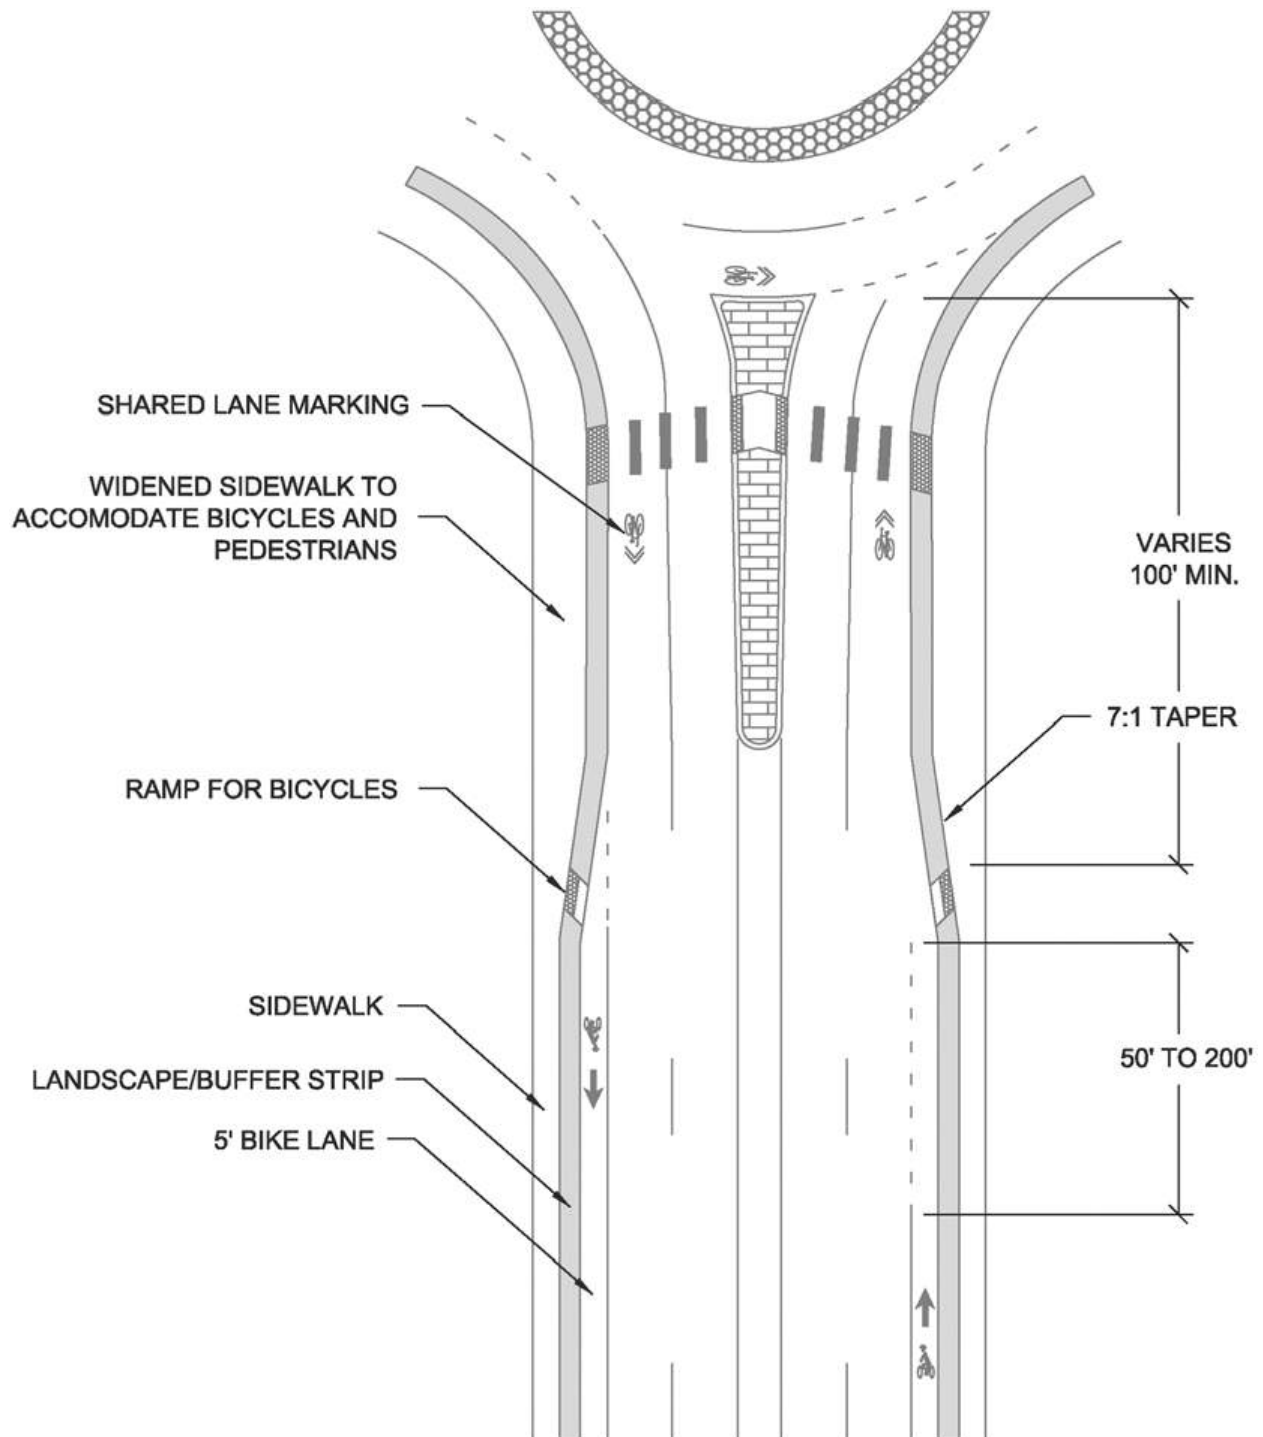 SHARED LANE MARKING
WIDENED SIDEWALK TO
ACCOMODATE BICYCLES AND
PEDESTRIANS
VARIES
100' MIN.
7:1 TAPER
RAMP FOR BICYCLES
SIDEWALK
50' TO 200'
LANDSCAPE/BUFFER STRIP
5' BIKE LANE